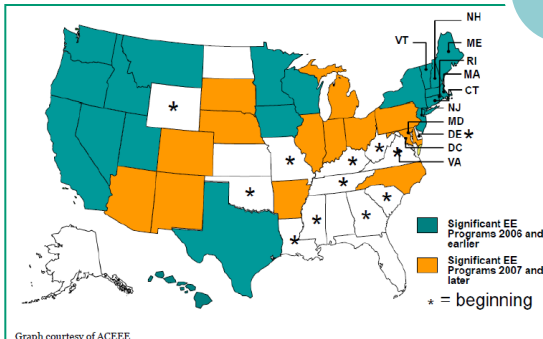 NH
VT
ME
RI
MA
CT
NJ
MD
DE*
DC
VA
*
*
*
*
*
*
*
*
*
*
*
*
Significant EE
Programs 2006 and
earlier
Significant EE
Programs 2007 and
later
* = beginning
Graph courtesy of ACEEE